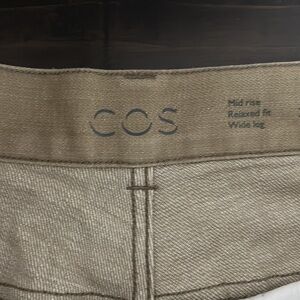 COS
Mid rise
Relaxed fit
Wide leg